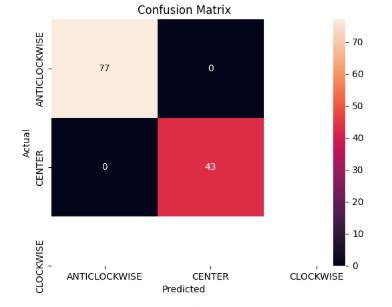 Confusion Matrix
ANTICLOCKWISE
CENTER
CLOCKWISE
Actual
77 0
0 43
ANTICLOCKWISE CENTER CLOCKWISE
Predicted
70
60
50
40
30
20
10
0